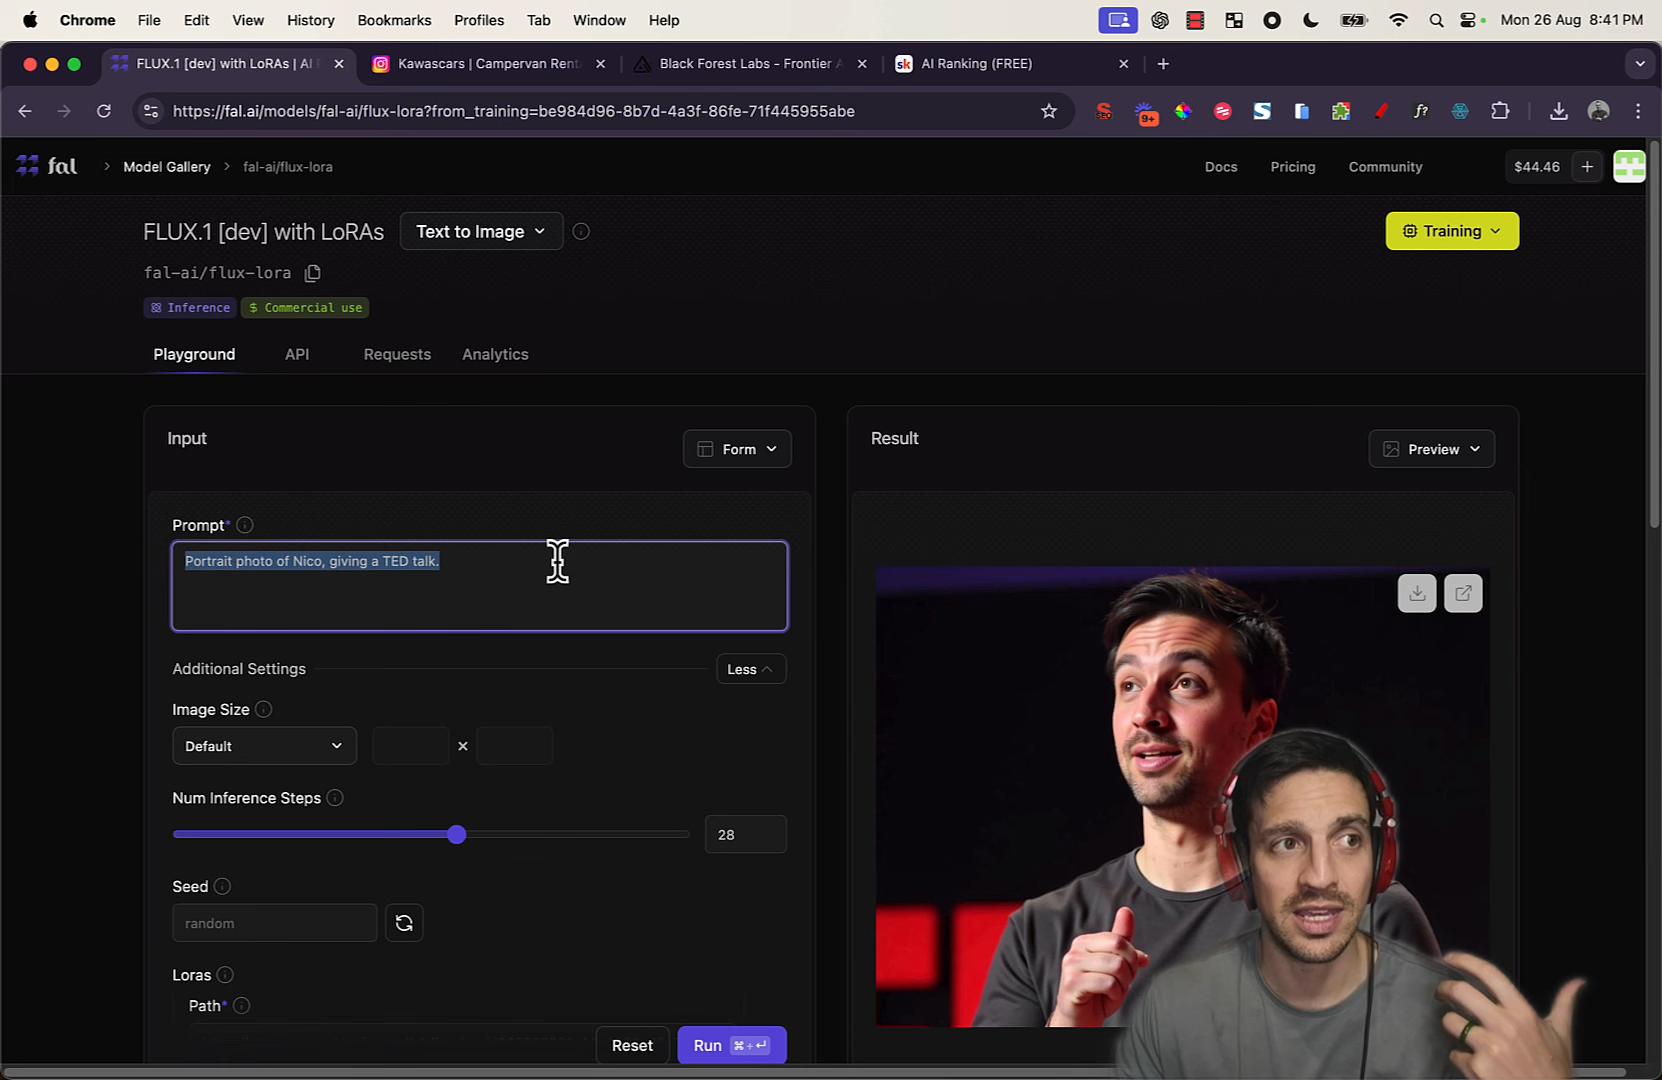 Chrome File Edit View History Bookmarks Profiles Tab Window Help Mon 26 Aug 8:41 PM
FLUX.1 [dev] with LoRAs | AI Kawascars | Campervan Rent Black Forest Labs - Frontier A sk AI Ranking (FREE)
https://fal.ai/models/fal-ai/flux-lora?from_training=be984d96-8b7d-4a3f-86fe-71f445955abe SEO 9+ S f?
fal > Model Gallery > fal-ai/flux-lora Docs Pricing Community $44.46 +
FLUX.1 [dev] with LoRAs Text to Image Training
fal-ai/flux-lora
Inference $ Commercial use
Playground API Requests Analytics
Input Form Result Preview
Prompt*
Portrait photo of Nico, giving a TED talk.
Additional Settings Less
Image Size
Default ×
Num Inference Steps
28
Seed
random
Loras
Path*
Reset Run ⌘+↵